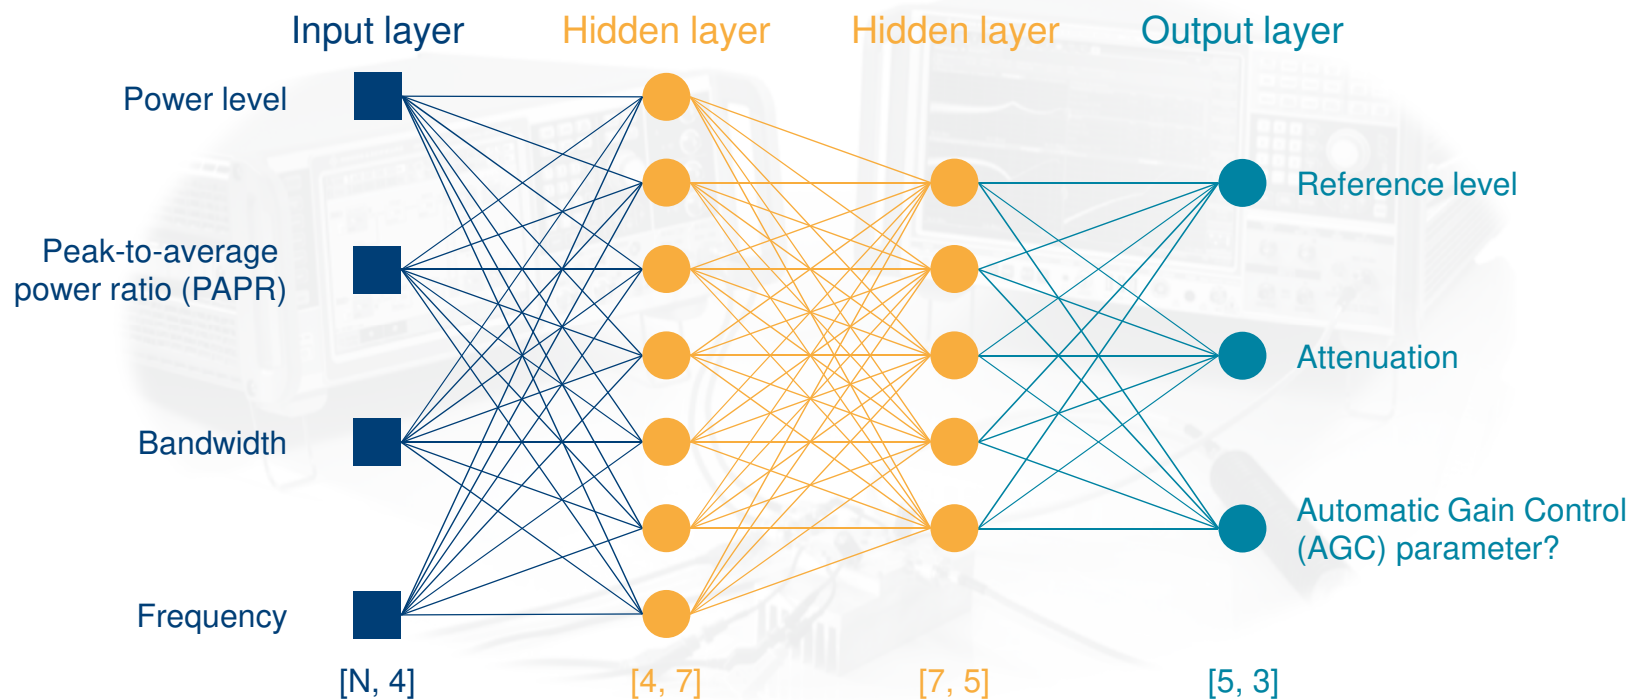 Input layer
Hidden layer
Hidden layer
Output layer
Power level
Peak-to-average
power ratio (PAPR)
Bandwidth
Frequency
Reference level
Attenuation
Automatic Gain Control
(AGC) parameter?
[N, 4]
[4, 7]
[7, 5]
[5, 3]